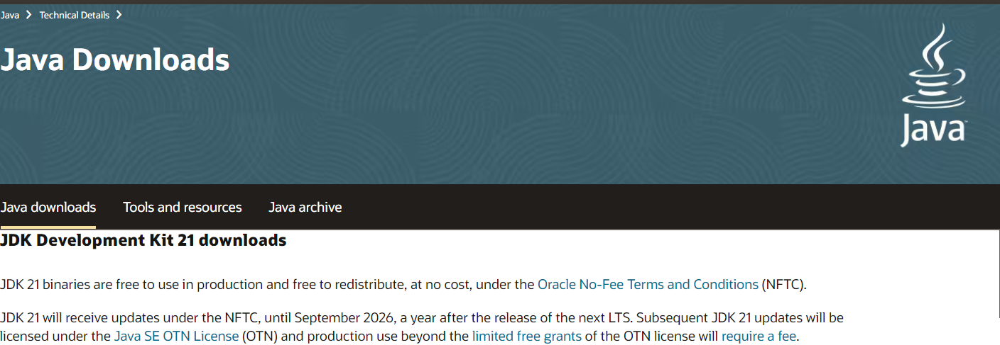 Java > Technical Details >
Java Downloads
Java™
Java downloads Tools and resources Java archive
JDK Development Kit 21 downloads
JDK 21 binaries are free to use in production and free to redistribute, at no cost, under the Oracle No-Fee Terms and Conditions (NFTC).
JDK 21 will receive updates under the NFTC, until September 2026, a year after the release of the next LTS. Subsequent JDK 21 updates will be
licensed under the Java SE OTN License (OTN) and production use beyond the limited free grants of the OTN license will require a fee.